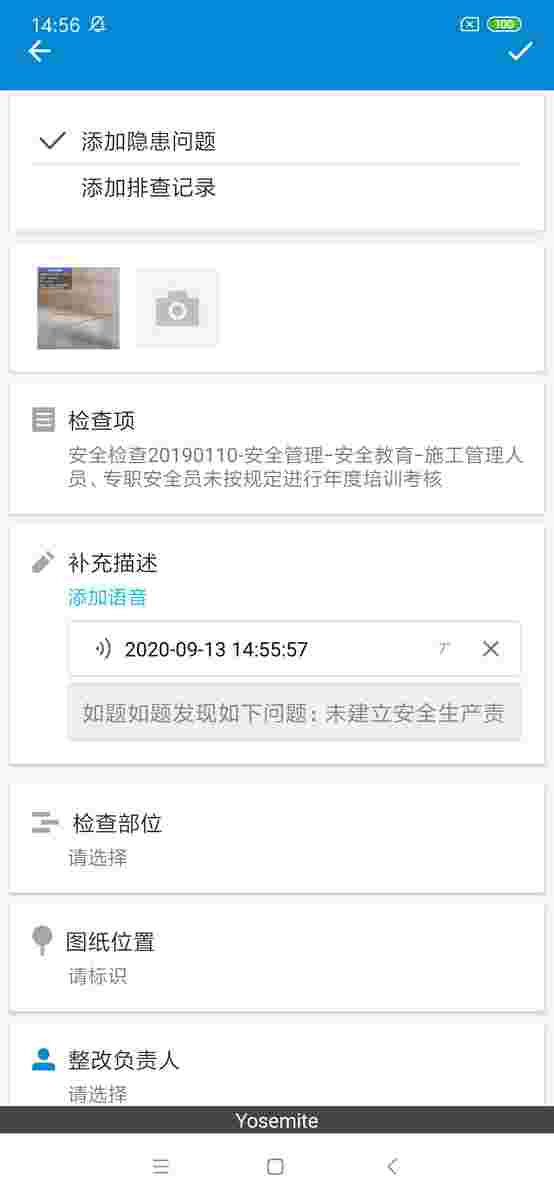 14:56
100
添加隐患问题
添加排查记录
检查项
安全检查20190110-安全管理-安全教育-施工管理人
员、专职安全员未按规定进行年度培训考核
补充描述
添加语音
2020-09-13 14:55:57 7"
如题如题发现如下问题：未建立安全生产责
检查部位
请选择
图纸位置
请标识
整改负责人
请选择
Yosemite